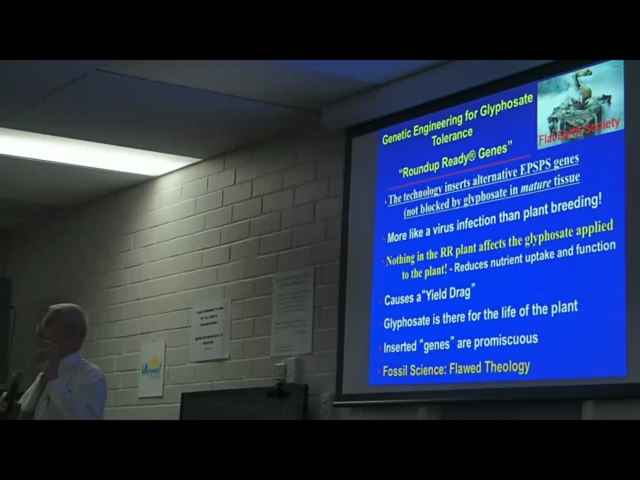 Genetic Engineering for Glyphosate
Tolerance
"Roundup Ready® Genes"
Flat Earth Society
- The technology inserts alternative EPSPS genes
(not blocked by glyphosate in mature tissue
More like a virus infection than plant breeding!
- Nothing in the RR plant affects the glyphosate applied
to the plant! - Reduces nutrient uptake and function
Causes a "Yield Drag"
Glyphosate is there for the life of the plant
Inserted "genes" are promiscuous
Fossil Science: Flawed Theology